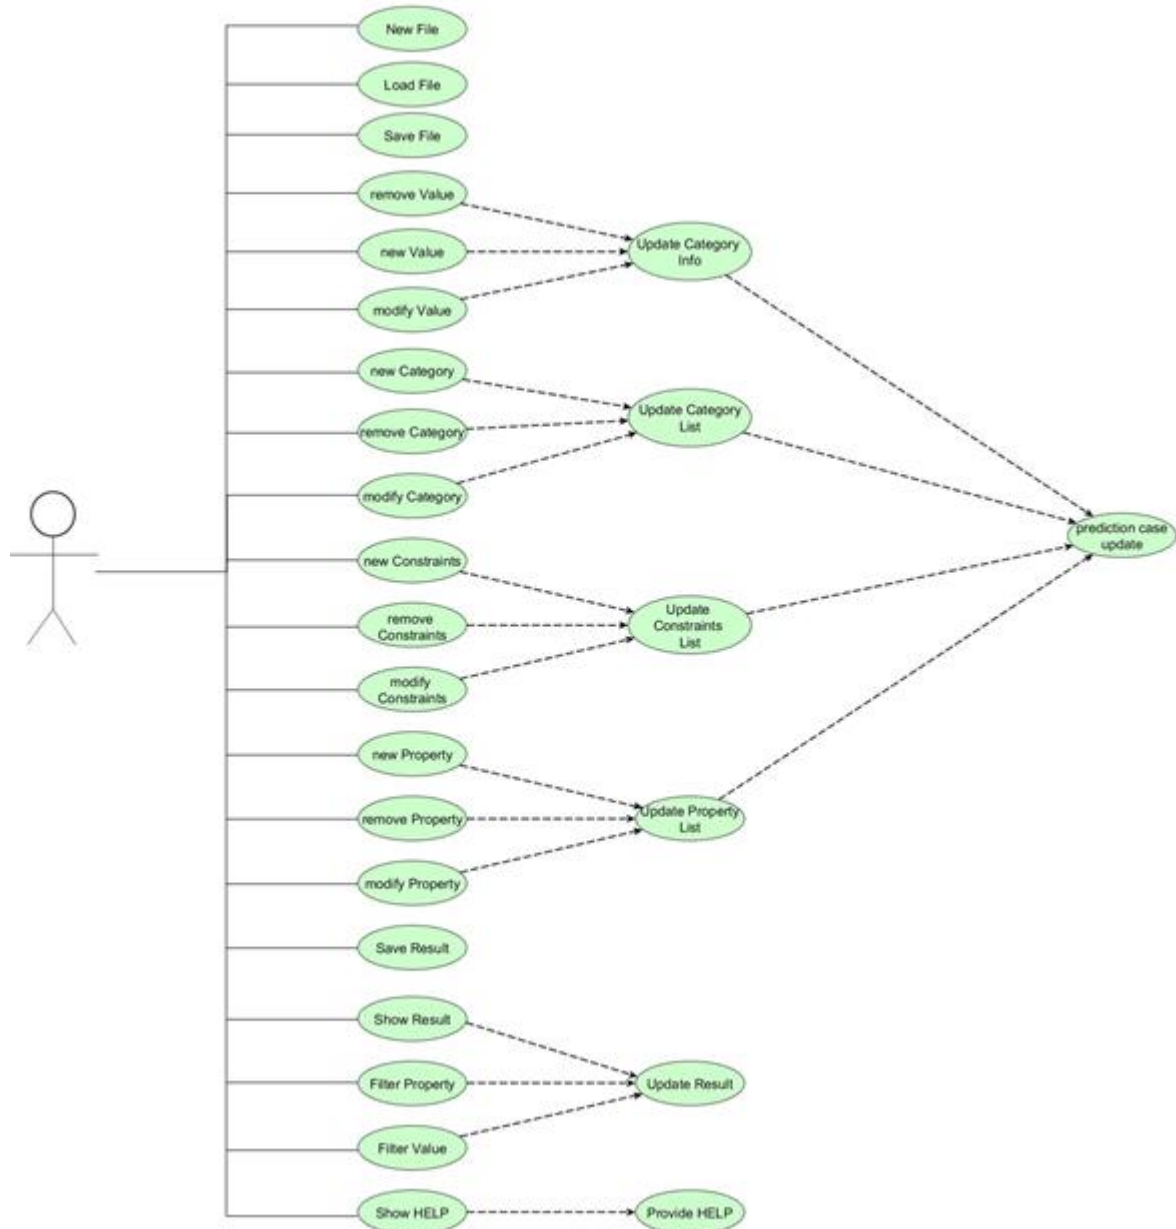 New File
Load File
Save File
remove Value
new Value
modify Value
new Category
remove Category
modify Category
new Constraints
remove
Constraints
modify
Constraints
new Property
remove Property
modify Property
Save Result
Show Result
Filter Property
Filter Value
Show HELP
Update Category
Info
Update Category
List
Update
Constraints
List
Update Property
List
Update Result
Provide HELP
prediction case
update